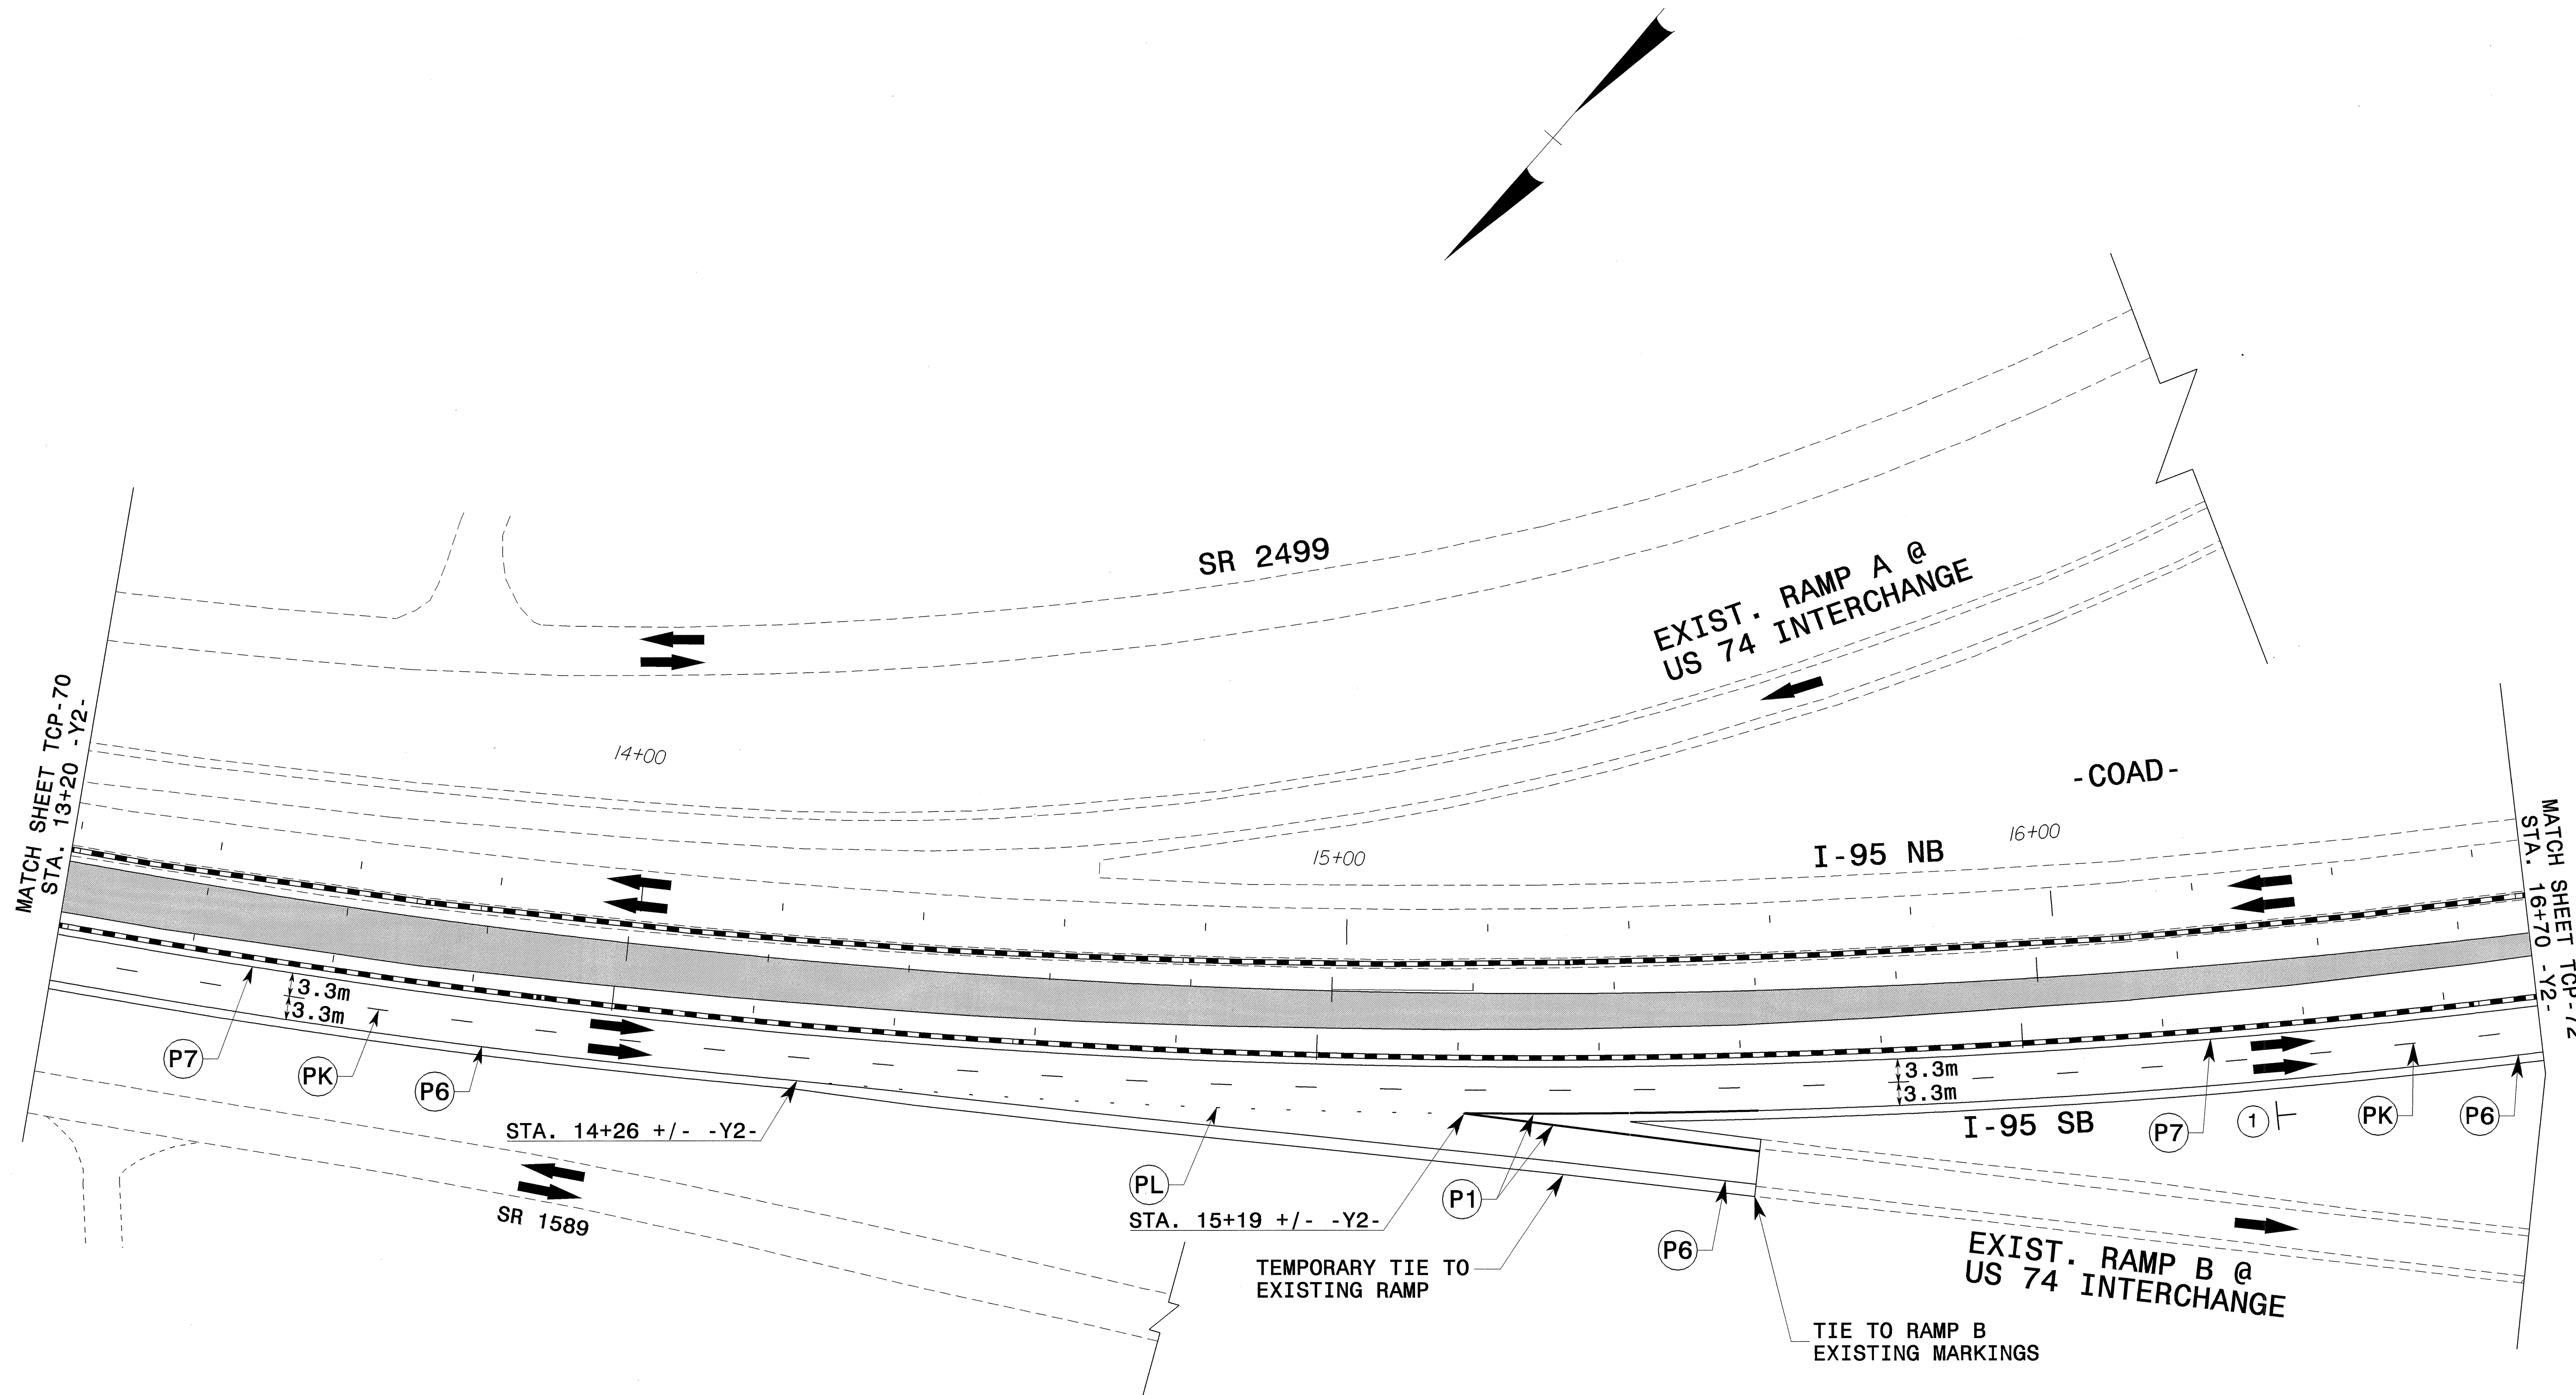 SR 2499
EXIST. RAMP A @
US 74 INTERCHANGE
MATCH SHEET TCP-70
STA. 13+20 -Y2-
14+00
15+00
16+00
-COAD-
I-95 NB
MATCH SHEET TCP-72
STA. 16+70 -Y2-
3.3m
3.3m
P7
PK
P6
STA. 14+26 +/- -Y2-
SR 1589
PL
STA. 15+19 +/- -Y2-
P1
TEMPORARY TIE TO
EXISTING RAMP
P6
TIE TO RAMP B
EXISTING MARKINGS
3.3m
3.3m
I-95 SB
P7
1
PK
P6
EXIST. RAMP B @
US 74 INTERCHANGE